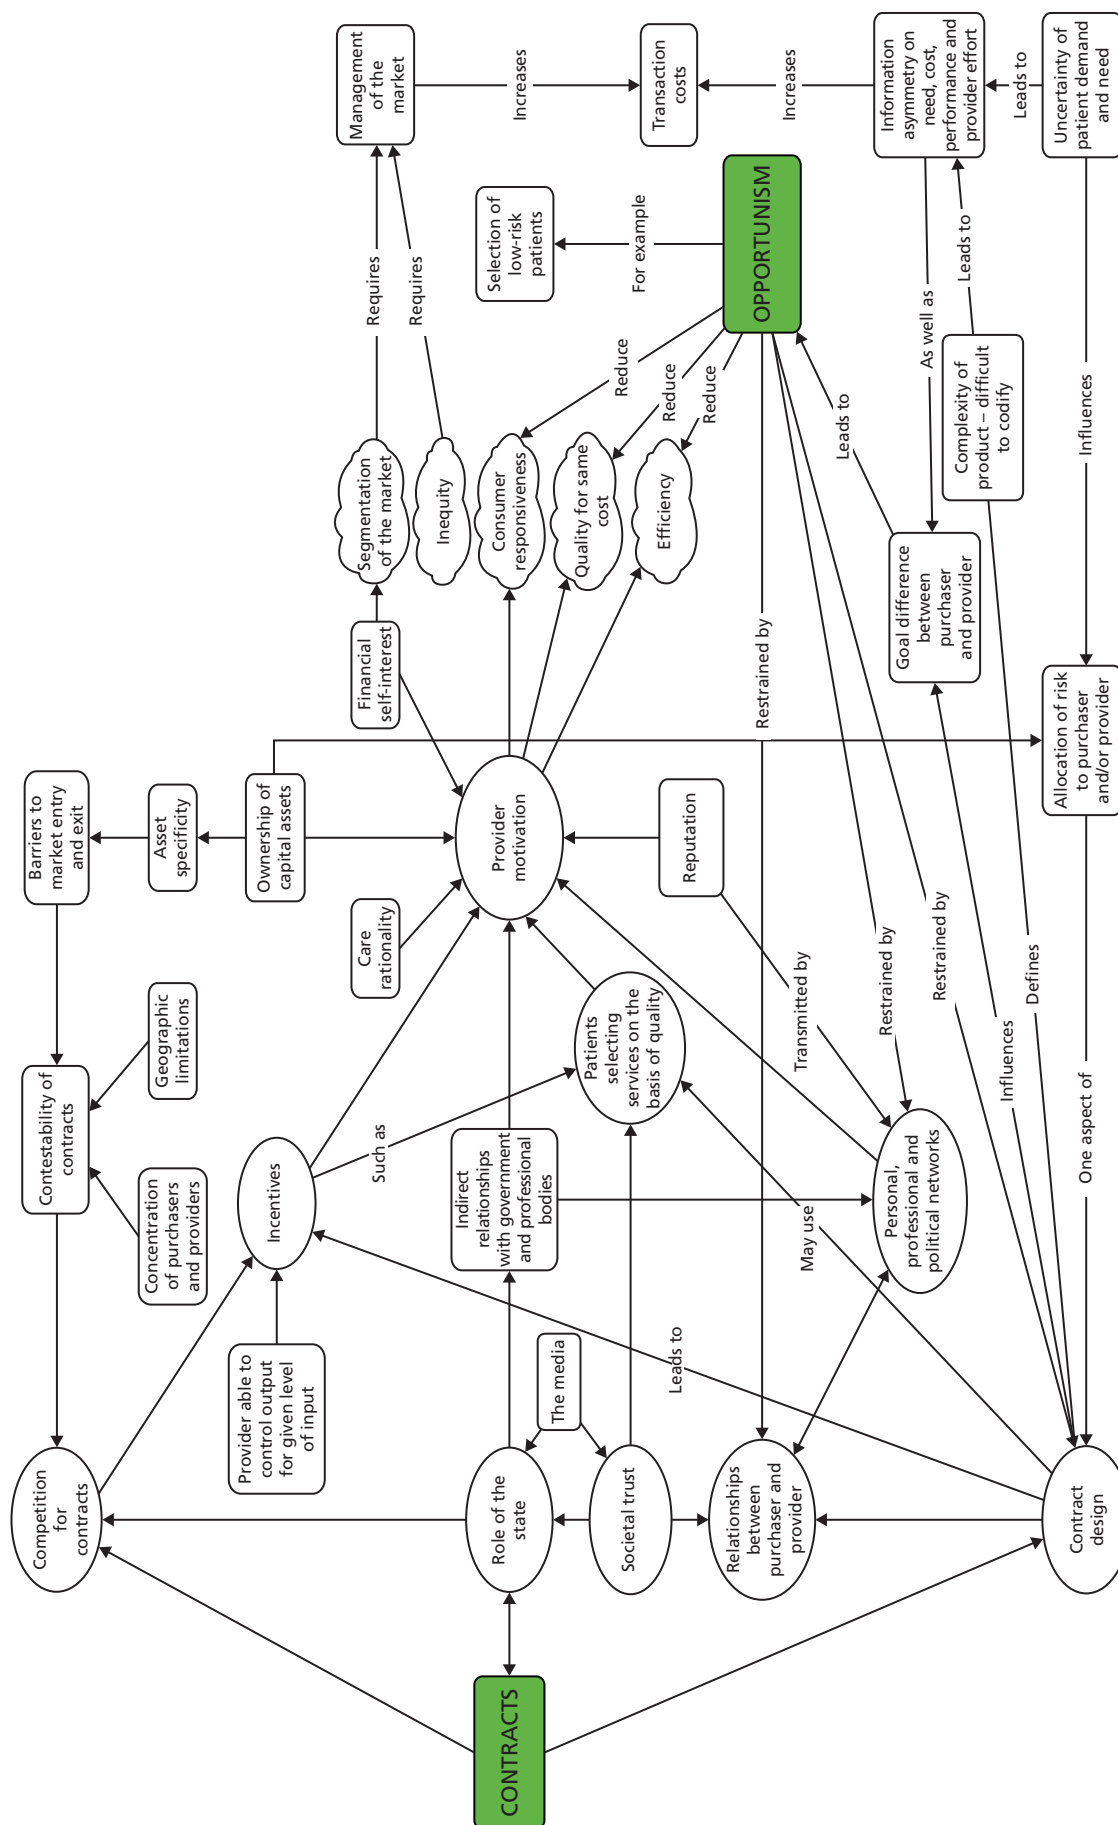 CONTRACTS
Competition
for
contracts
Role of the
state
Societal trust
Relationships
between
purchaser and
provider
Contract
design
The media
Provider able to
control output
for given level
of input
Leads to
Concentration
of purchasers
and providers
Incentives
Such as
Indirect
relationships
with government
and professional
bodies
May use
Personal,
professional and
political networks
Contestability of
contracts
Geographic
limitations
Patients
selecting
services on the
basis of quality
Transmitted by
Restrained by
Restrained by
Influences
Defines
One aspect of
Barriers to
market entry
and exit
Asset
specificity
Ownership of
capital assets
Care
rationality
Provider
motivation
Reputation
Allocation of risk
to purchaser
and/or provider
Financial
self-interest
Restrained by
Goal difference
between
purchaser
and provider
Segmentation
of the market
Inequity
Consumer
responsiveness
Quality for same
cost
Efficiency
Leads to
Complexity of
product – difficult
to codify
Influences
Reduce
Reduce
Reduce
As well as
Requires
Requires
Selection of
low-risk
patients
For example
OPPORTUNISM
Leads to
Management
of the
market
Increases
Transaction
costs
Increases
Information
asymmetry on
need, cost,
performance and
provider effort
Leads to
Uncertainty of
patient demand
and need